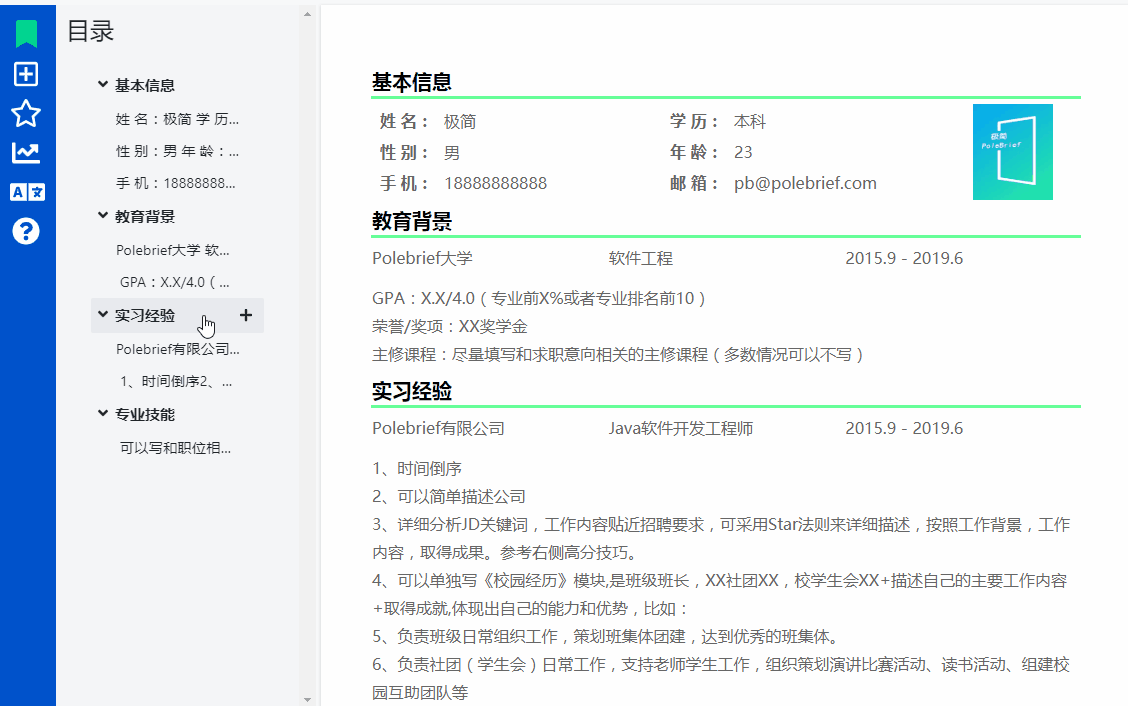 目录
基本信息
姓 名：极简 学 历...
性 别：男 年 龄：...
手 机：18888888...
教育背景
Polebrief大学 软...
GPA：X.X/4.0（ ...
实习经验
Polebrief有限公司...
1、时间倒序2、...
专业技能
可以写和职位相...
基本信息
姓 名： 极简 学 历： 本科
性 别： 男 年 龄： 23
手 机： 18888888888 邮 箱： pb@polebrief.com
极简
PoleBrief
教育背景
Polebrief大学 软件工程 2015.9 - 2019.6
GPA：X.X/4.0（专业前X%或者专业排名前10）
荣誉/奖项：XX奖学金
主修课程：尽量填写和求职意向相关的主修课程（多数情况可以不写）
实习经验
Polebrief有限公司 Java软件开发工程师 2015.9 - 2019.6
1、时间倒序
2、可以简单描述公司
3、详细分析JD关键词，工作内容贴近招聘要求，可采用Star法则来详细描述，按照工作背景，工作
内容，取得成果。参考右侧高分技巧。
4、可以单独写《校园经历》模块,是班级班长，XX社团XX，校学生会XX+描述自己的主要工作内容
+取得成就,体现出自己的能力和优势，比如：
5、负责班级日常组织工作，策划班集体团建，达到优秀的班集体。
6、负责社团（学生会）日常工作，支持老师学生工作，组织策划演讲比赛活动、读书活动、组建校
园互助团队等
A 文
?